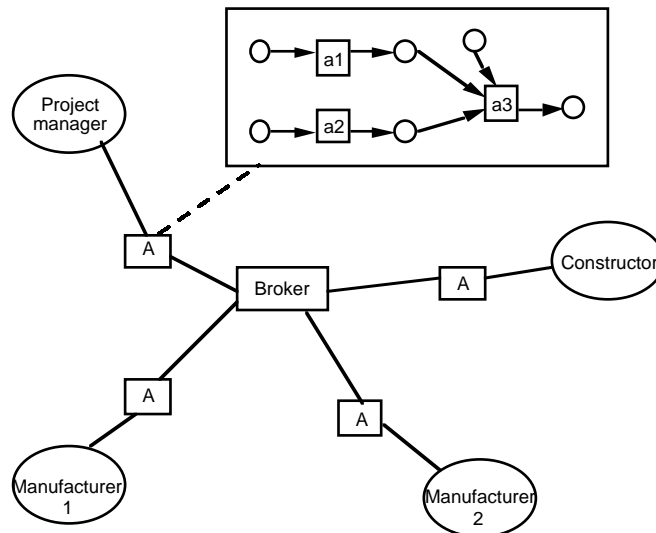 a1
a3
a2
Project
manager
A
Constructor
Broker
A
A
A
Manufacturer
1
Manufacturer
2